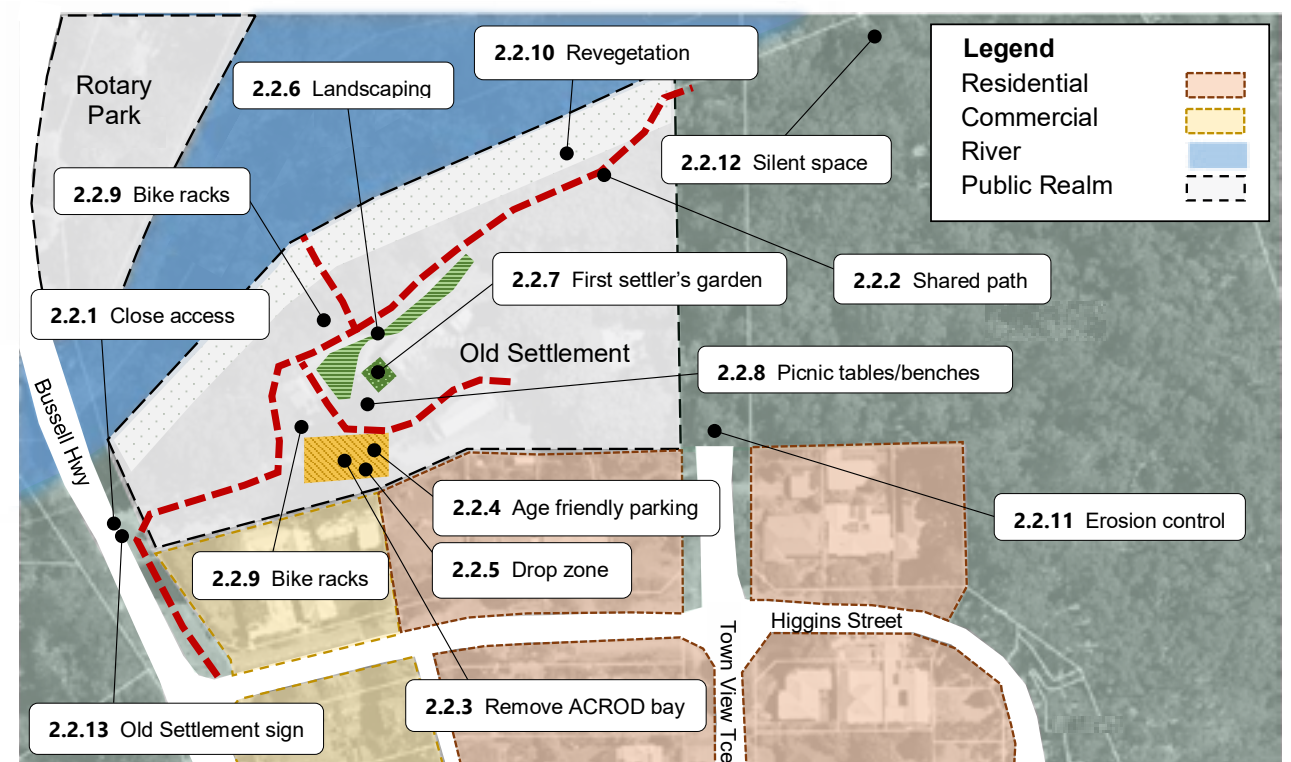 Rotary
Park
2.2.10 Revegetation
2.2.6 Landscaping
2.2.9 Bike racks
2.2.12 Silent space
Legend
Residential
Commercial
River
Public Realm
2.2.7 First settler's garden
2.2.2 Shared path
2.2.1 Close access
Old Settlement
2.2.8 Picnic tables/benches
Bussell Hwy
2.2.4 Age friendly parking
2.2.11 Erosion control
2.2.9 Bike racks
2.2.5 Drop zone
Higgins Street
Town View Tce
2.2.3 Remove ACROD bay
2.2.13 Old Settlement sign